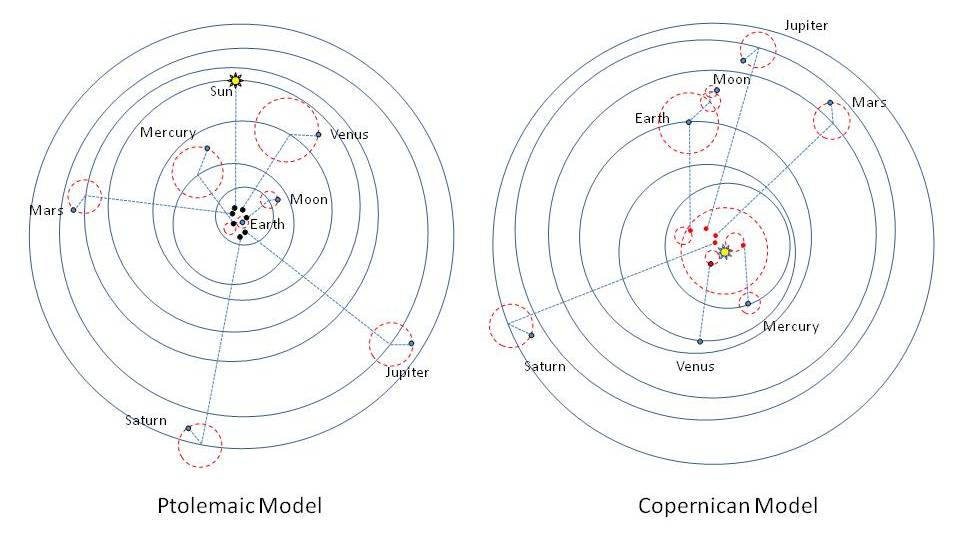 Sun
Mercury
Venus
Mars
Moon
Earth
Jupiter
Saturn
Ptolemaic Model
Jupiter
Moon
Mars
Earth
Mercury
Saturn
Venus
Copernican Model